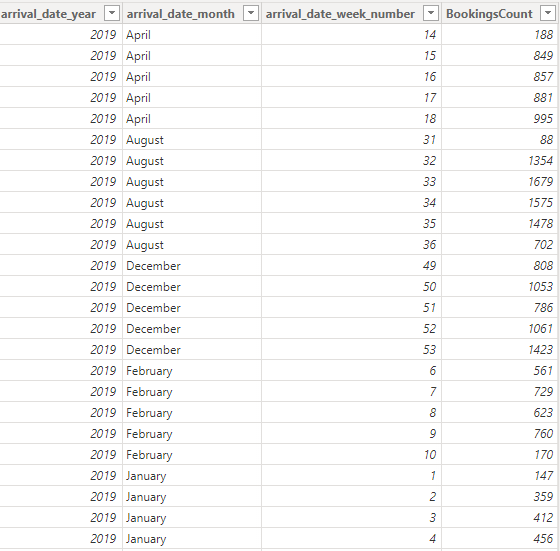 arrival_date_year arrival_date_month arrival_date_week_number BookingsCount
2019 April 14 188
2019 April 15 849
2019 April 16 857
2019 April 17 881
2019 April 18 995
2019 August 31 88
2019 August 32 1354
2019 August 33 1679
2019 August 34 1575
2019 August 35 1478
2019 August 36 702
2019 December 49 808
2019 December 50 1053
2019 December 51 786
2019 December 52 1061
2019 December 53 1423
2019 February 6 561
2019 February 7 729
2019 February 8 623
2019 February 9 760
2019 February 10 170
2019 January 1 147
2019 January 2 359
2019 January 3 412
2019 January 4 456